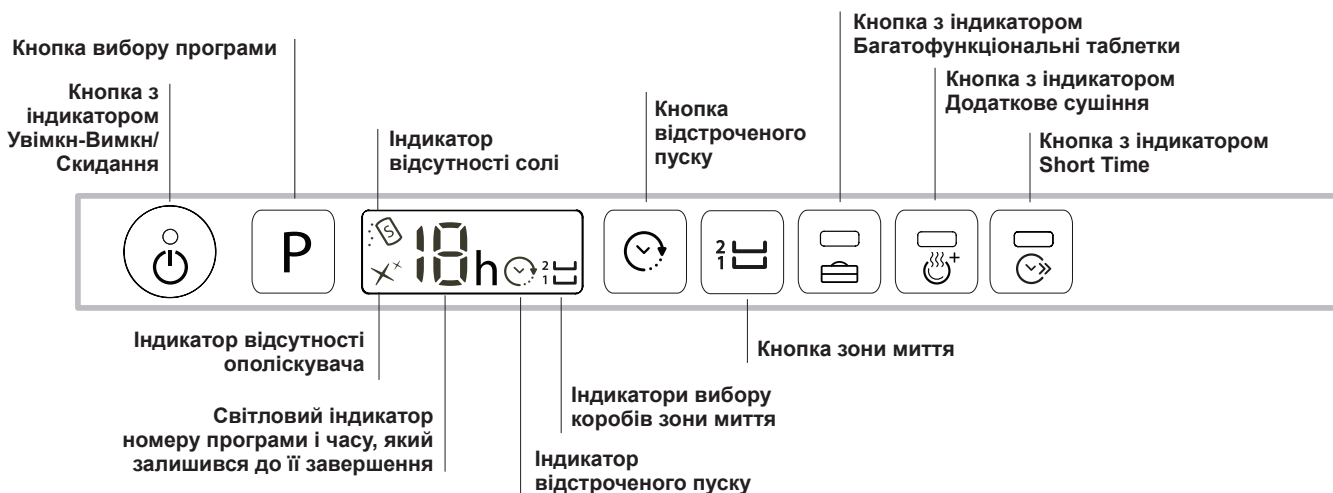 Кнопка вибору програми
Кнопка з
індикатором
Увімкн-Вимкн/
Скидання
Індикатор
відсутності солі
Кнопка
відстроченого
пуску
Кнопка з індикатором
Багатофункціональні таблетки
Кнопка з індикатором
Додаткове сушіння
Кнопка з індикатором
Short Time
P
S
18h
2
1
2
1
Індикатор відсутності
ополіскувача
Світловий індикатор
номеру програми і часу, який
залишився до її завершення
Індикатор
відстроченого пуску
Індикатори вибору
коробів зони миття
Кнопка зони миття